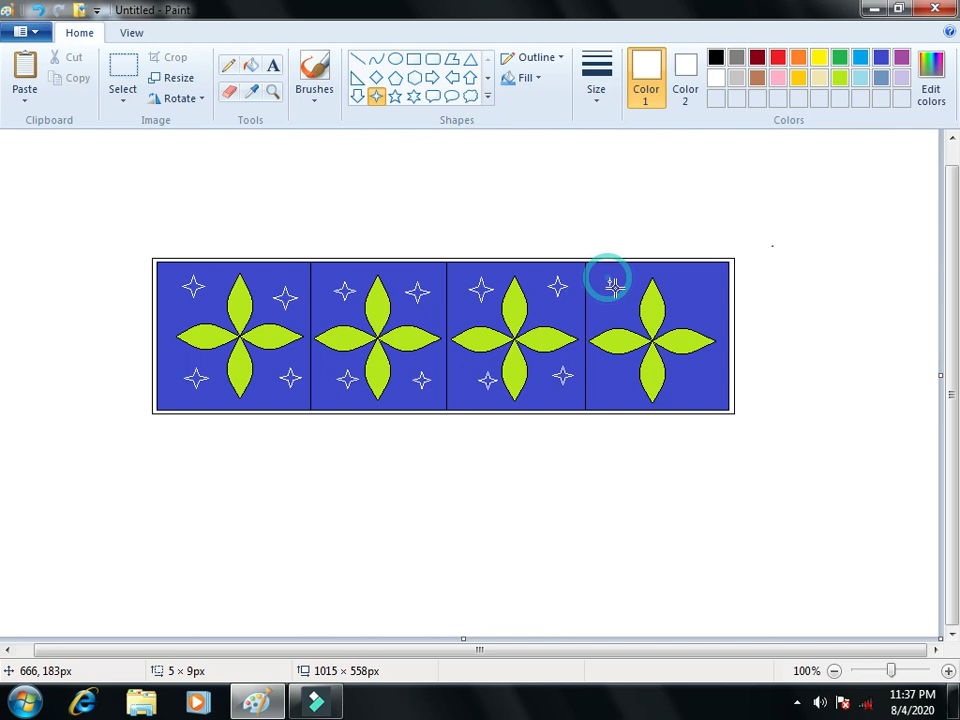 Untitled - Paint
Home
View
Paste
Cut
Copy
Clipboard
Select
Crop
Resize
Rotate
Image
A
Tools
Brushes
Outline
Fill
Shapes
Size
Color
1
Color
2
Edit
colors
Colors
666, 183px
5 × 9px
1015 × 558px
100%
11:37 PM
8/4/2020